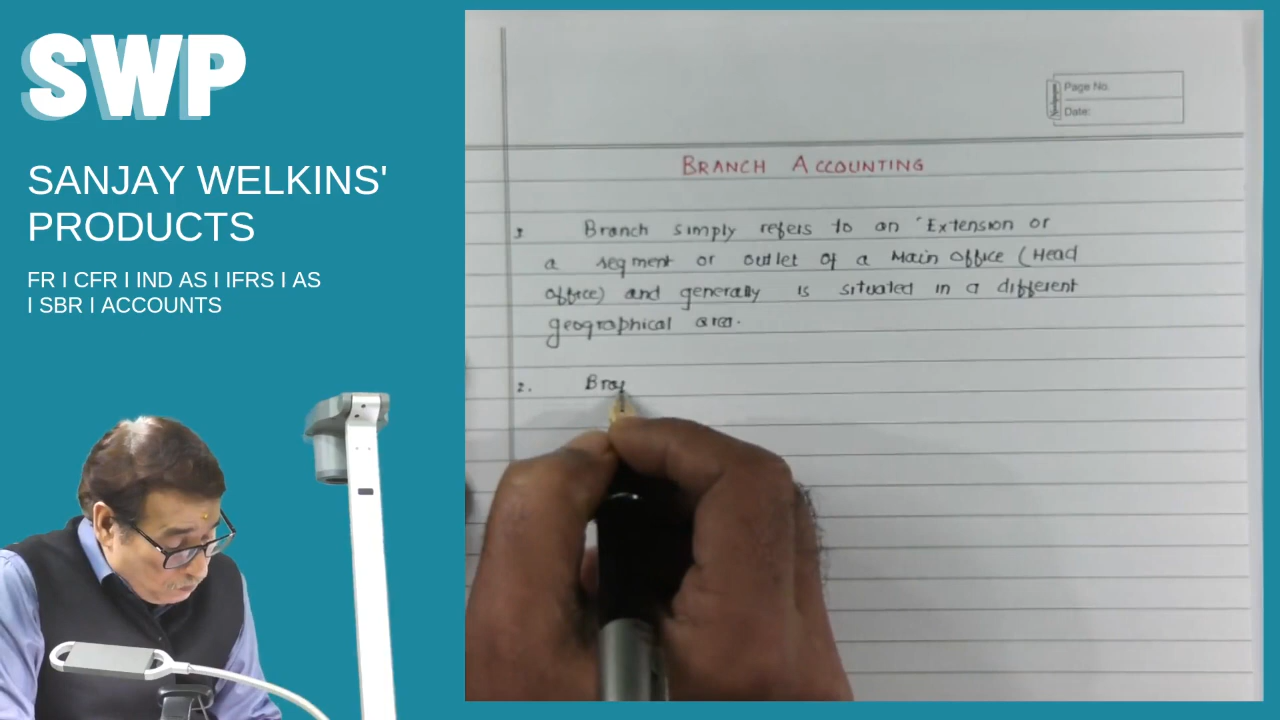 SWP
SANJAY WELKINS'
PRODUCTS
FR I CFR I IND AS I IFRS I AS
I SBR I ACCOUNTS
Page No.
Date:
BRANCH ACCOUNTING
Branch simply refers to an Extension or
a segment or outlet of a Main office (Head
office) and generally is situated in a different
geographical area.
2. Bra